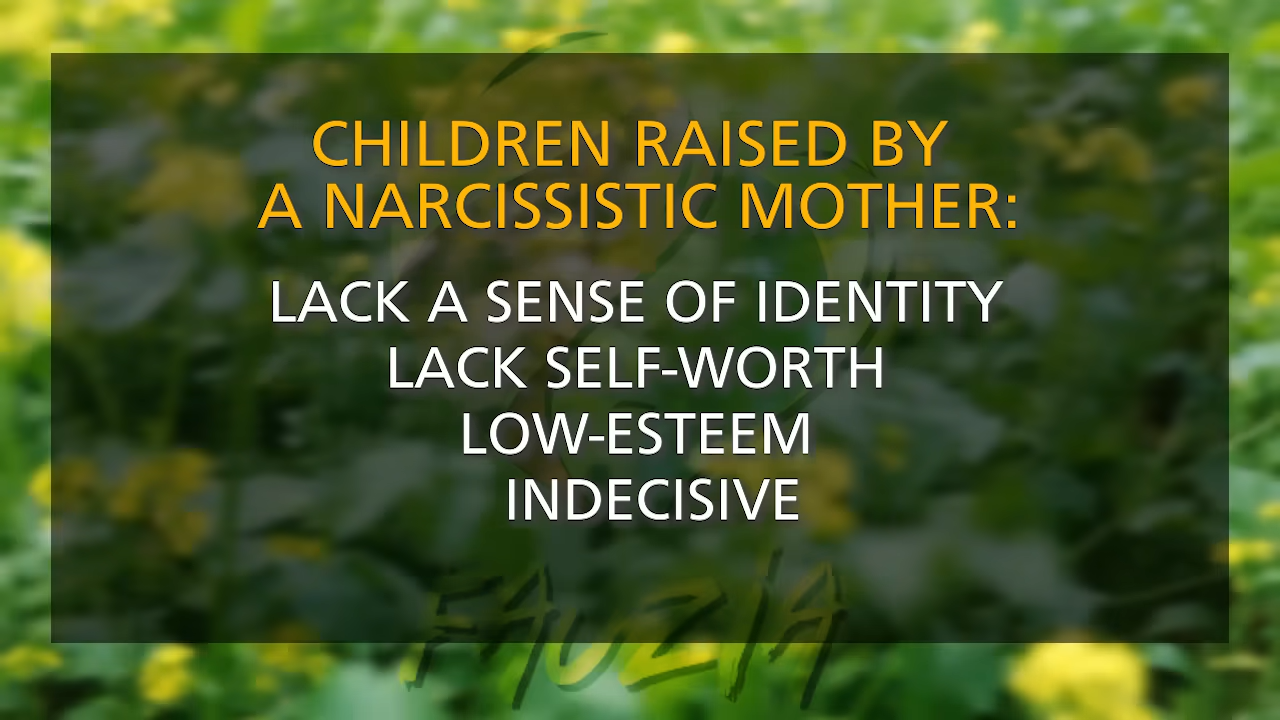 CHILDREN RAISED BY
A NARCISSISTIC MOTHER:
LACK A SENSE OF IDENTITY
LACK SELF-WORTH
LOW-ESTEEM
INDECISIVE
FAUZIA